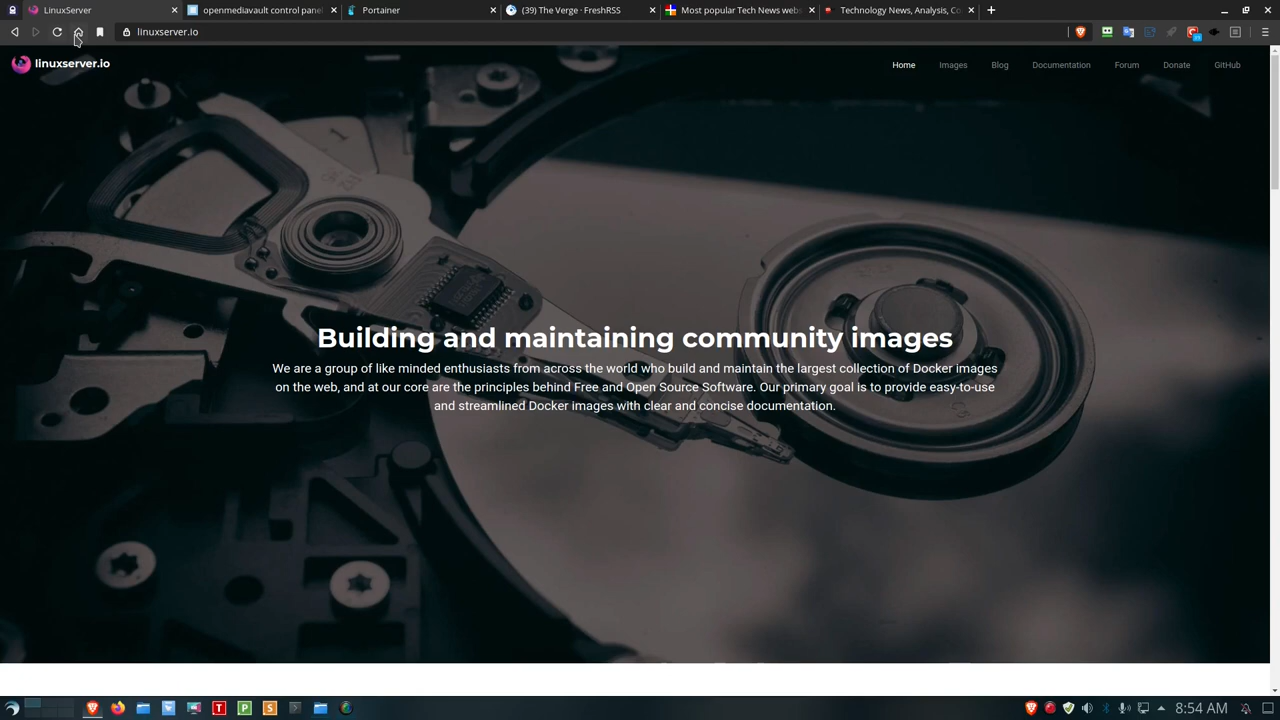 LinuxServer
openmediavault control panel
Portainer
(39) The Verge · FreshRSS
Most popular Tech News web
Technology News, Analysis, Co
linuxserver.io
linuxserver.io
Home
Images
Blog
Documentation
Forum
Donate
GitHub
Building and maintaining community images
We are a group of like minded enthusiasts from across the world who build and maintain the largest collection of Docker images
on the web, and at our core are the principles behind Free and Open Source Software. Our primary goal is to provide easy-to-use
and streamlined Docker images with clear and concise documentation.
T
P
S
8:54 AM